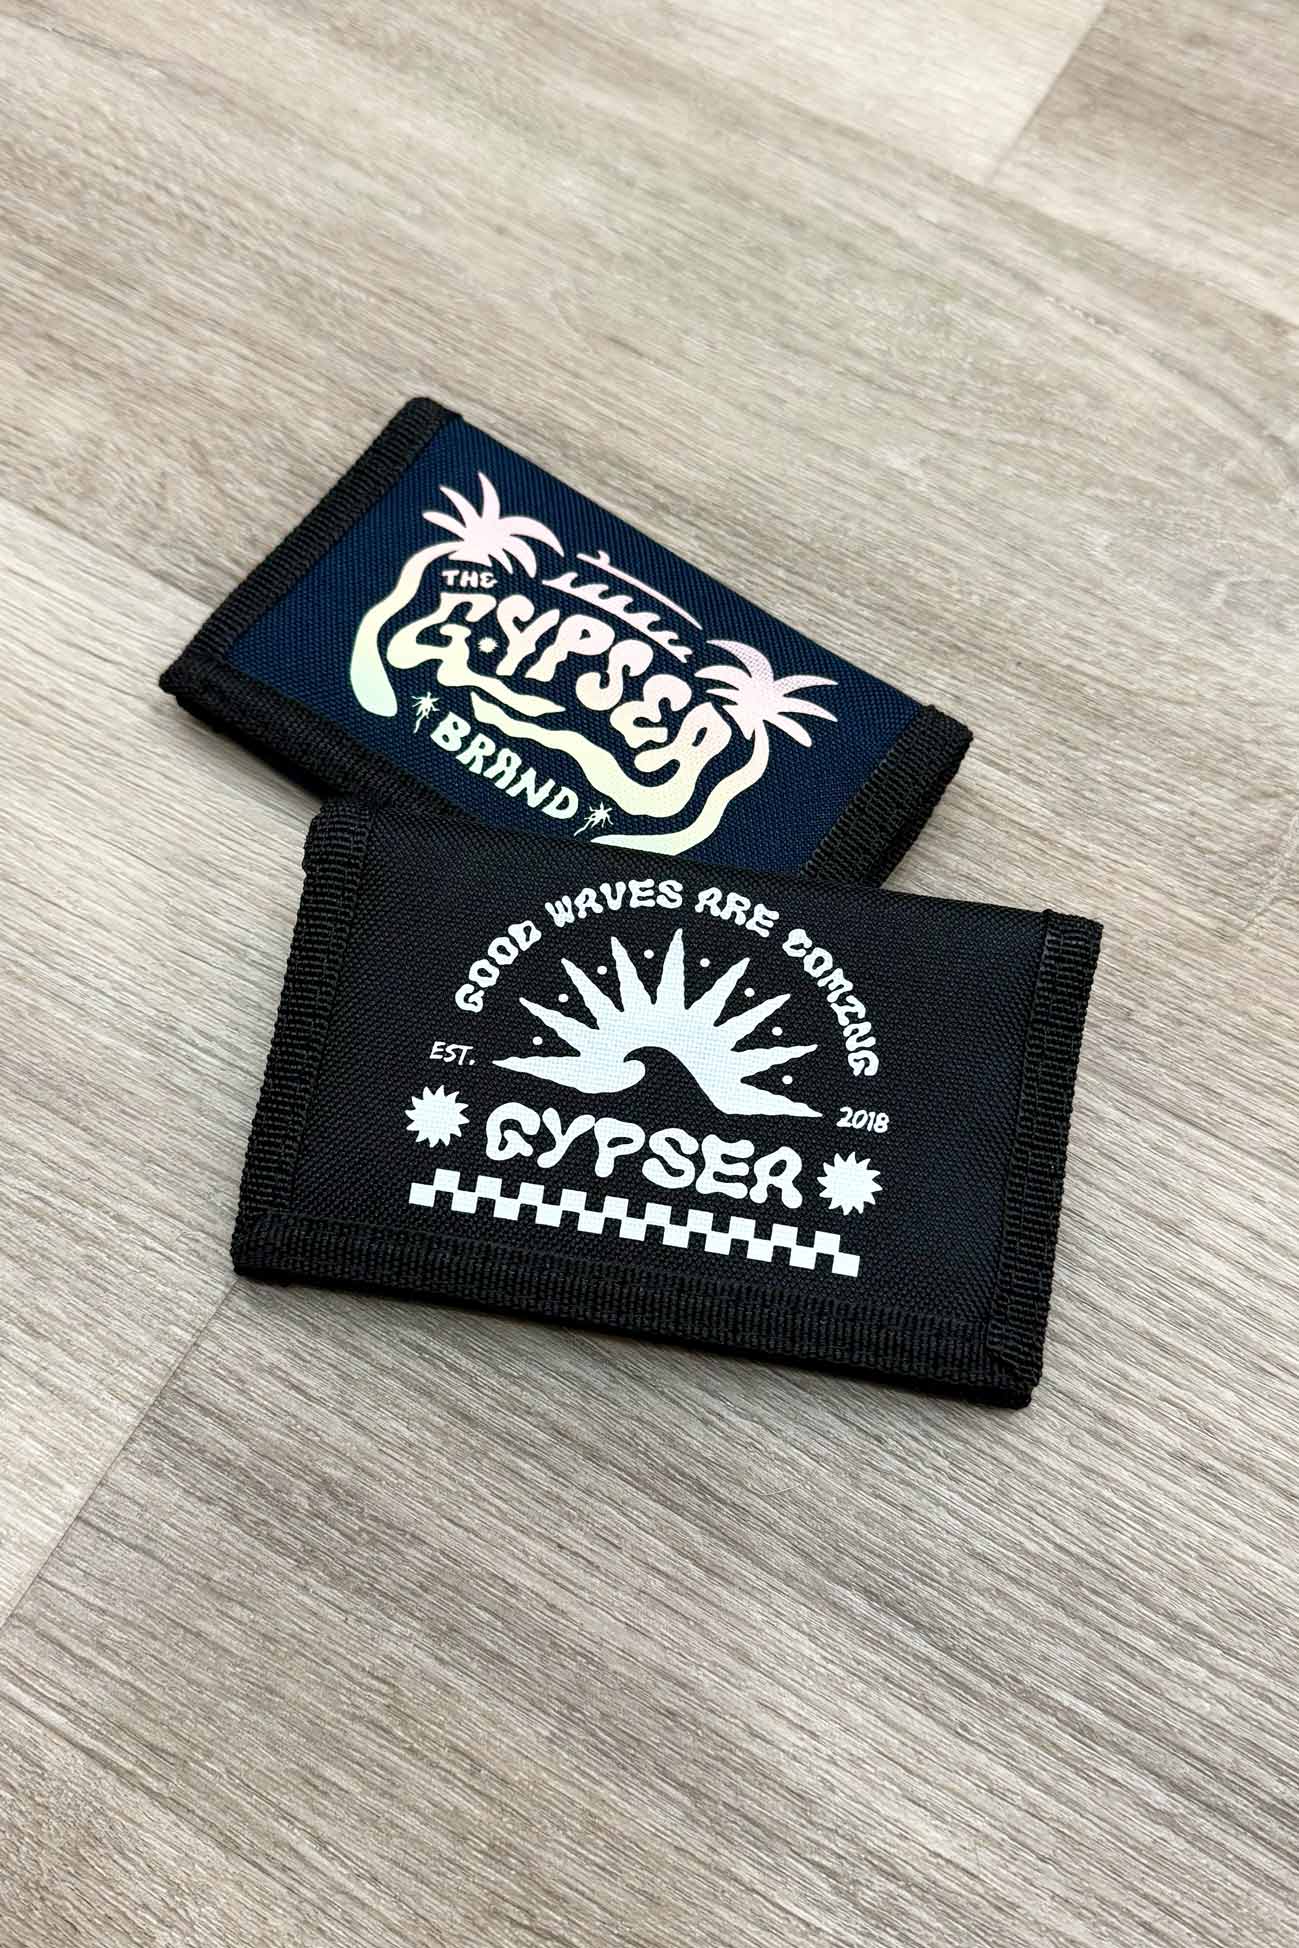 THE
GYPSEA
BRAND
GOOD WAVES ARE COMING
EST. 2018
GYPSEA